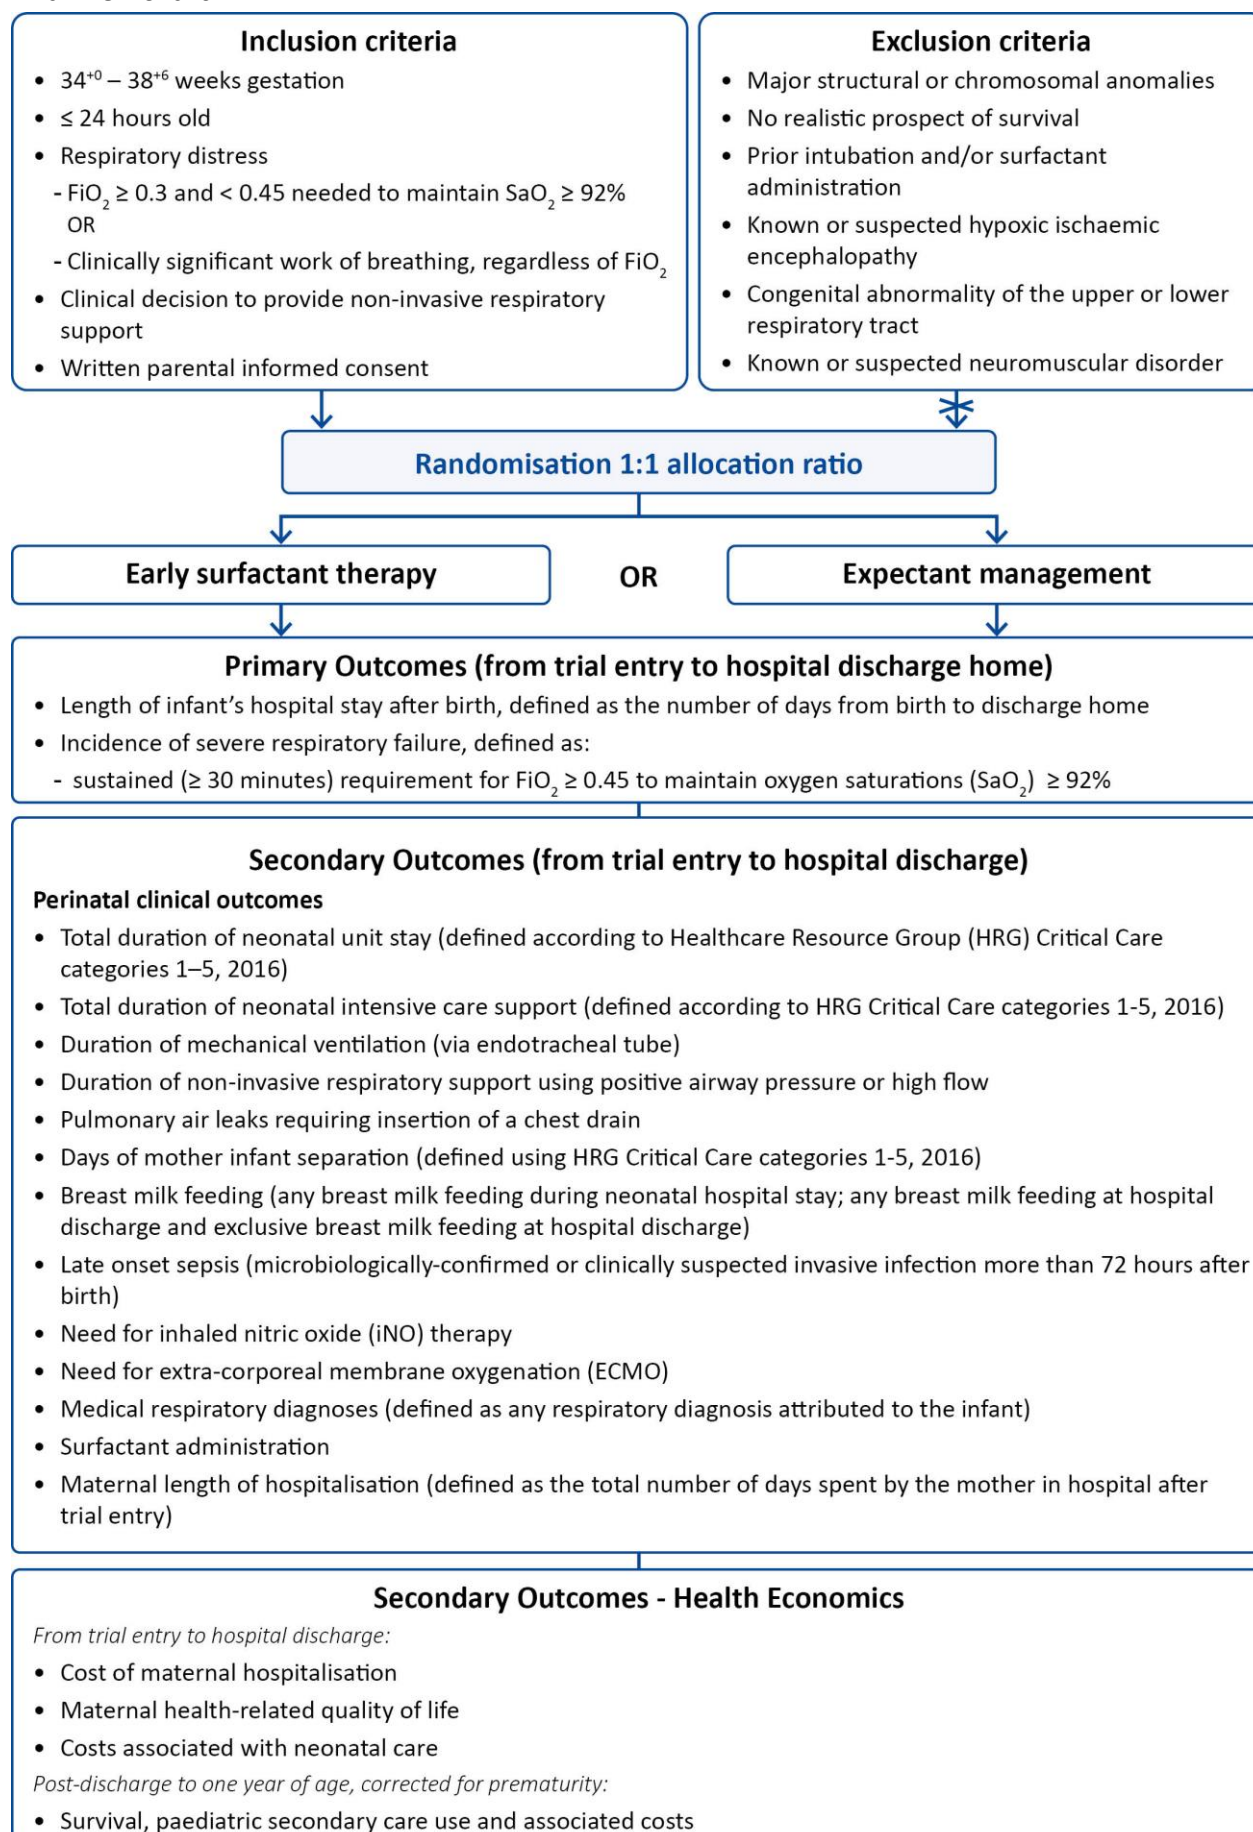 Inclusion criteria
• 34⁺⁰ – 38⁺⁶ weeks gestation
• ≤ 24 hours old
• Respiratory distress
- FiO₂ ≥ 0.3 and < 0.45 needed to maintain SaO₂ ≥ 92%
OR
- Clinically significant work of breathing, regardless of FiO₂
• Clinical decision to provide non-invasive respiratory
support
• Written parental informed consent
Exclusion criteria
• Major structural or chromosomal anomalies
• No realistic prospect of survival
• Prior intubation and/or surfactant
administration
• Known or suspected hypoxic ischaemic
encephalopathy
• Congenital abnormality of the upper or lower
respiratory tract
• Known or suspected neuromuscular disorder
Randomisation 1:1 allocation ratio
Early surfactant therapy
OR
Expectant management
Primary Outcomes (from trial entry to hospital discharge home)
• Length of infant’s hospital stay after birth, defined as the number of days from birth to discharge home
• Incidence of severe respiratory failure, defined as:
- sustained (≥ 30 minutes) requirement for FiO₂ ≥ 0.45 to maintain oxygen saturations (SaO₂) ≥ 92%
Secondary Outcomes (from trial entry to hospital discharge)
Perinatal clinical outcomes
• Total duration of neonatal unit stay (defined according to Healthcare Resource Group (HRG) Critical Care
categories 1–5, 2016)
• Total duration of neonatal intensive care support (defined according to HRG Critical Care categories 1-5, 2016)
• Duration of mechanical ventilation (via endotracheal tube)
• Duration of non-invasive respiratory support using positive airway pressure or high flow
• Pulmonary air leaks requiring insertion of a chest drain
• Days of mother infant separation (defined using HRG Critical Care categories 1-5, 2016)
• Breast milk feeding (any breast milk feeding during neonatal hospital stay; any breast milk feeding at hospital
discharge and exclusive breast milk feeding at hospital discharge)
• Late onset sepsis (microbiologically-confirmed or clinically suspected invasive infection more than 72 hours after
birth)
• Need for inhaled nitric oxide (iNO) therapy
• Need for extra-corporeal membrane oxygenation (ECMO)
• Medical respiratory diagnoses (defined as any respiratory diagnosis attributed to the infant)
• Surfactant administration
• Maternal length of hospitalisation (defined as the total number of days spent by the mother in hospital after
trial entry)
Secondary Outcomes - Health Economics
From trial entry to hospital discharge:
• Cost of maternal hospitalisation
• Maternal health-related quality of life
• Costs associated with neonatal care
Post-discharge to one year of age, corrected for prematurity:
• Survival, paediatric secondary care use and associated costs